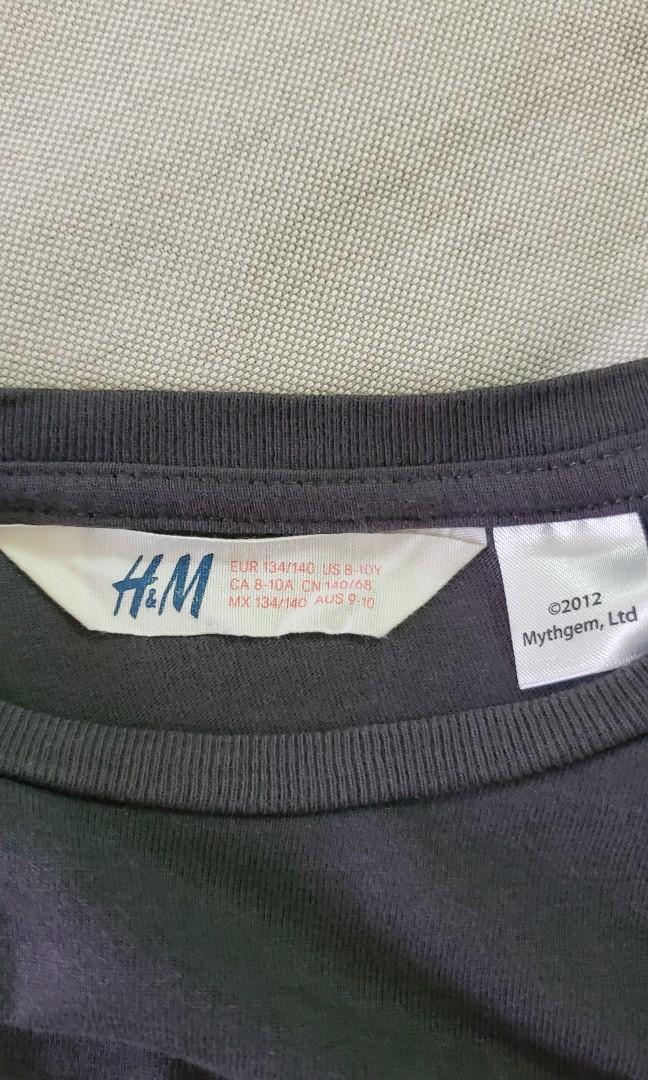 H&M
EUR 134/140 US 8-10Y
CA 8-10A CN 140/68
MX 134/140 AUS 9-10
©2012
Mythgem, Ltd